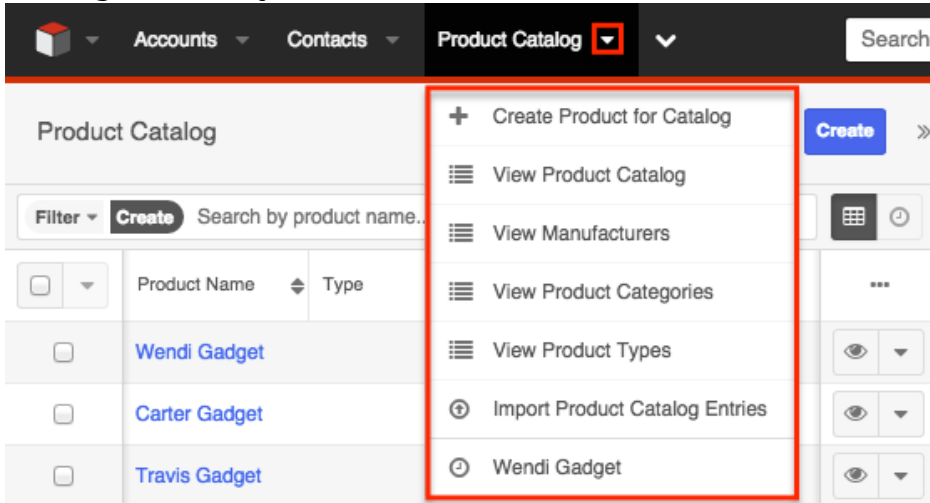 Accounts Contacts Product Catalog Search
Product Catalog
Create
Filter Create Search by product name..
Product Name Type
Wendi Gadget
Carter Gadget
Travis Gadget
Create Product for Catalog
View Product Catalog
View Manufacturers
View Product Categories
View Product Types
Import Product Catalog Entries
Wendi Gadget